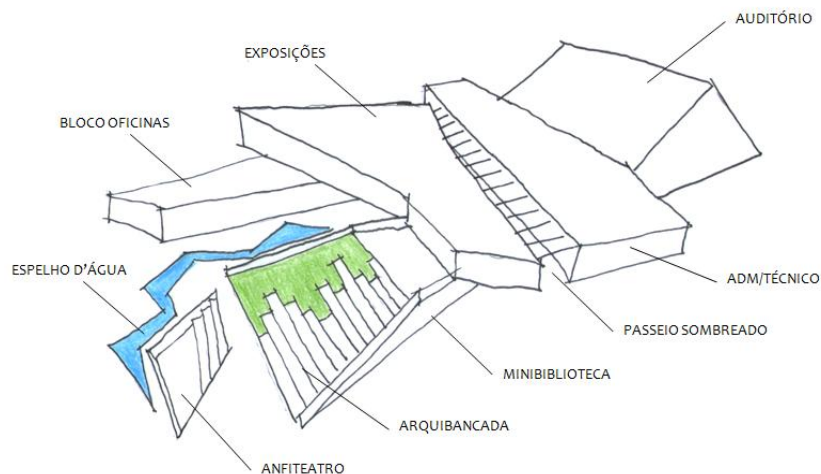 AUDITÓRIO
EXPOSIÇÕES
BLOCO OFICINAS
ESPELHO D'ÁGUA
ADM/TÉCNICO
PASSEIO SOMBREADO
MINIBIBLIOTECA
ARQUIBANCADA
ANFITEATRO